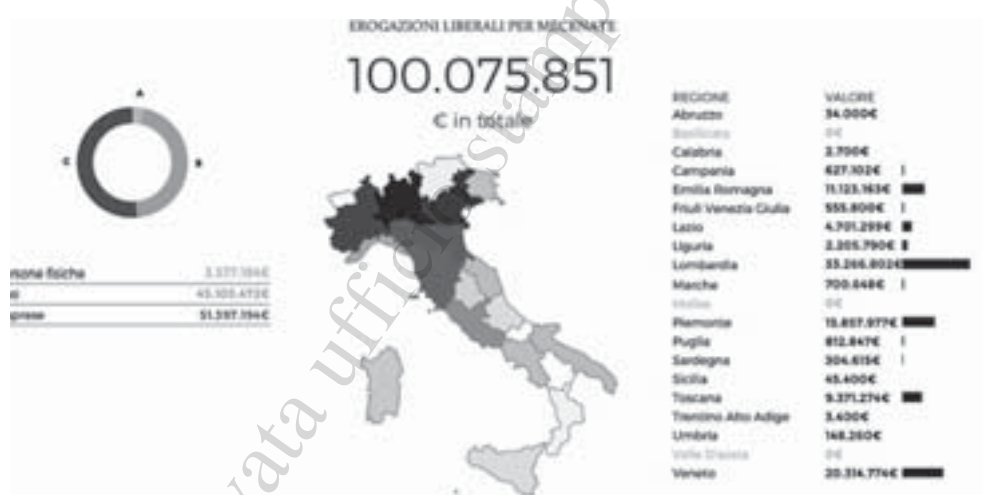 EROGAZIONI LIBERALI PER MECENATE
100.075.851
€ in totale
A
C
B
sone fisiche
45.103.472€
prese
51.397.194€
REGIONE VALORE
Abruzzo 34.000€
Basilicata 0€
Calabria 2.700€
Campania 627.102€
Emilia Romagna 11.123.163€
Friuli Venezia Giulia 555.800€
Lazio 4.701.299€
Liguria 2.205.790€
Lombardia 33.266.802€
Marche 700.648€
Molise 0€
Piemonte 15.857.977€
Puglia 812.847€
Sardegna 304.615€
Sicilia 45.400€
Toscana 9.371.274€
Trentino Alto Adige 3.400€
Umbria 148.260€
Valle D'aosta 0€
Veneto 20.314.774€
vata ufficio stamp